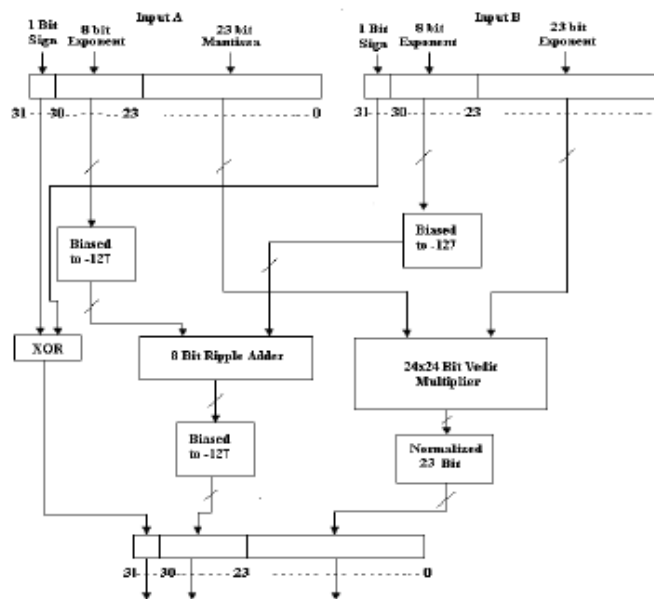 Input A
Input B
1 Bit
Sign
8 bit
Exponent
23 bit
Mantissa
1 Bit
Sign
8 bit
Exponent
23 bit
Exponent
31 30 23 0
31 30 23
Biased
to -127
Biased
to -127
XOR
8 Bit Ripple Adder
24x24 Bit Vedic
Multiplier
Biased
to -127
Normalized
23 Bit
31 30 23 0